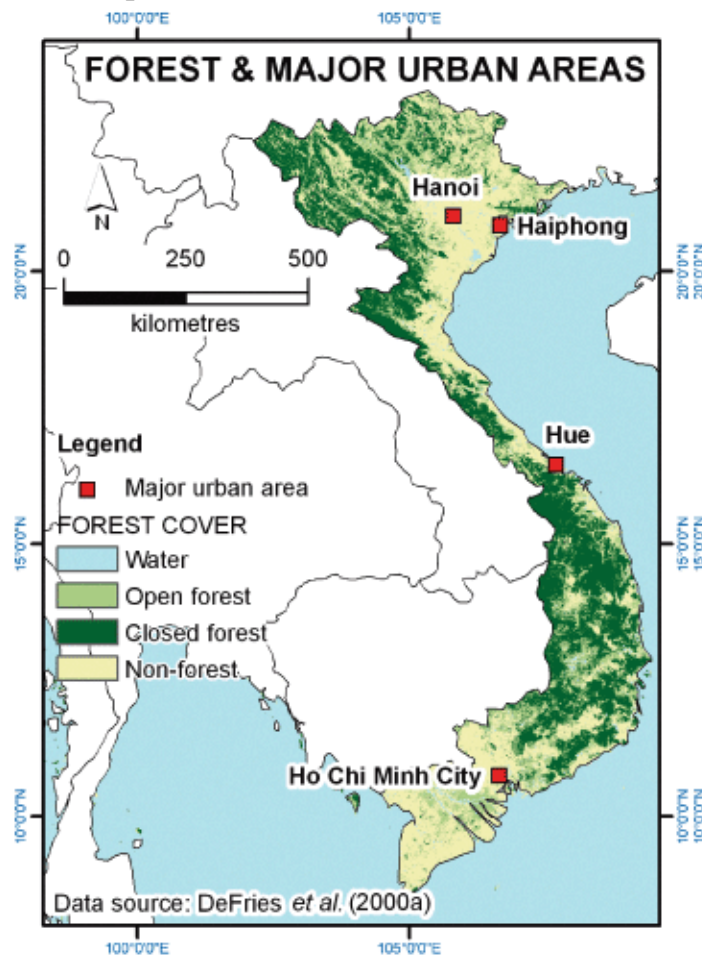 100°0'0"E
105°0'0"E
FOREST & MAJOR URBAN AREAS
Hanoi
N
Haiphong
0 250 500
20°0'0"N
20°0'0"N
kilometres
Hue
Legend
Major urban area
FOREST COVER
15°0'0"N
15°0'0"N
Water
Open forest
Closed forest
Non-forest
Ho Chi Minh City
10°0'0"N
10°0'0"N
Data source: DeFries et al. (2000a)
100°0'0"E
105°0'0"E